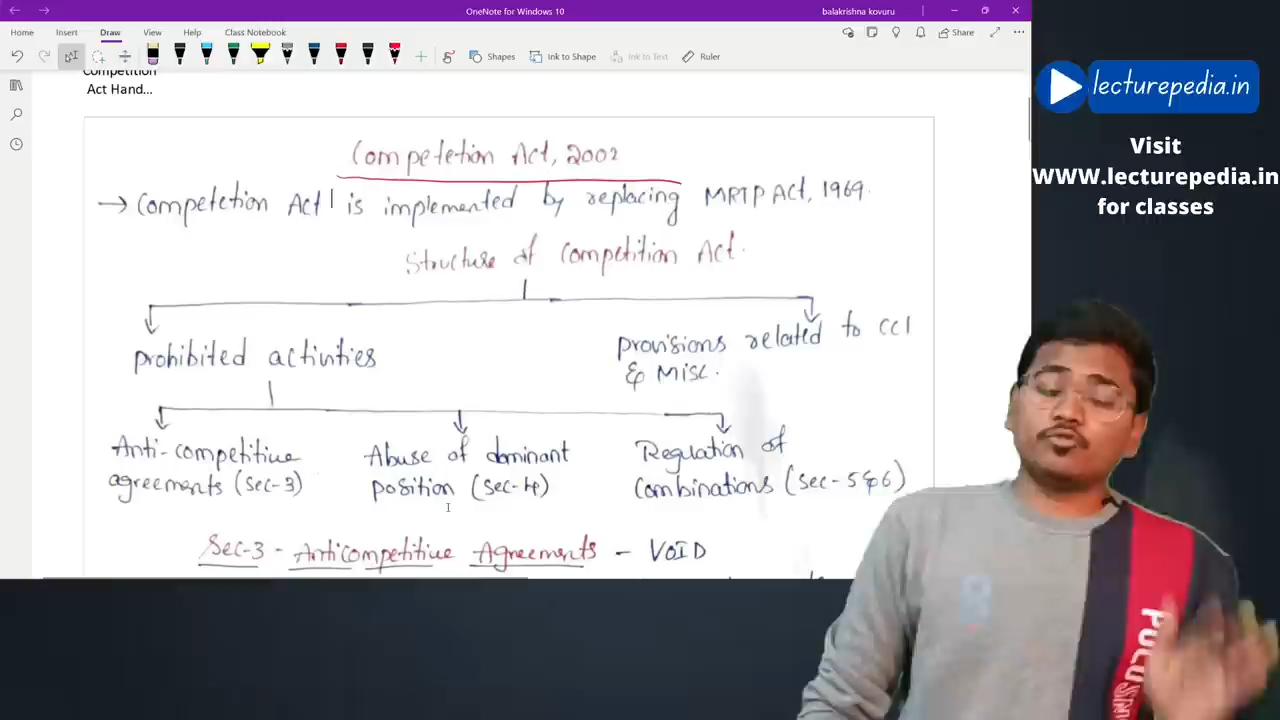 OneNote for Windows 10
balakrishna kovuru
Home Insert Draw View Help Class Notebook
Share
Shapes Ink to Shape Ink to Text Ruler
Competition
Act Hand...
Competetion Act, 2002
→ Competetion Act is implemented by replacing MRTP Act, 1969.
Structure of Competition Act.
Prohibited activities
Provisions related to CCI
& Misc.
Anti-competitive
agreements (Sec-3)
Abuse of dominant
position (Sec-4)
Regulation of
Combinations (Sec-5&6)
Sec-3 - Anticompetitive Agreements - VOID
lecturepedia.in
Visit
WWW.lecturepedia.in
for classes